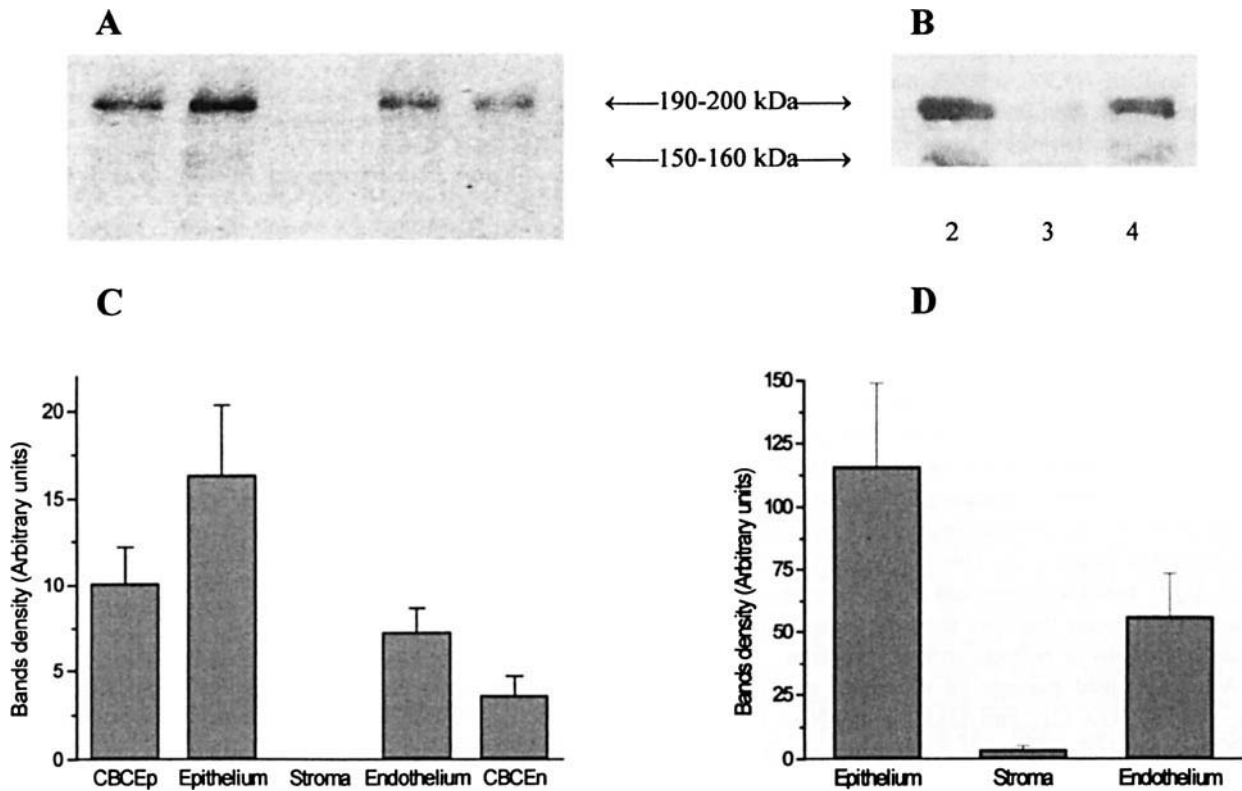 A
B
←190-200 kDa→
←150-160 kDa→
2 3 4
C
D
Bands density (Arbitrary units)
20
15
10
5
0
CBCEp Epithelium Stroma Endothelium CBCEn
Bands density (Arbitrary units)
150
125
100
75
50
25
0
Epithelium Stroma Endothelium